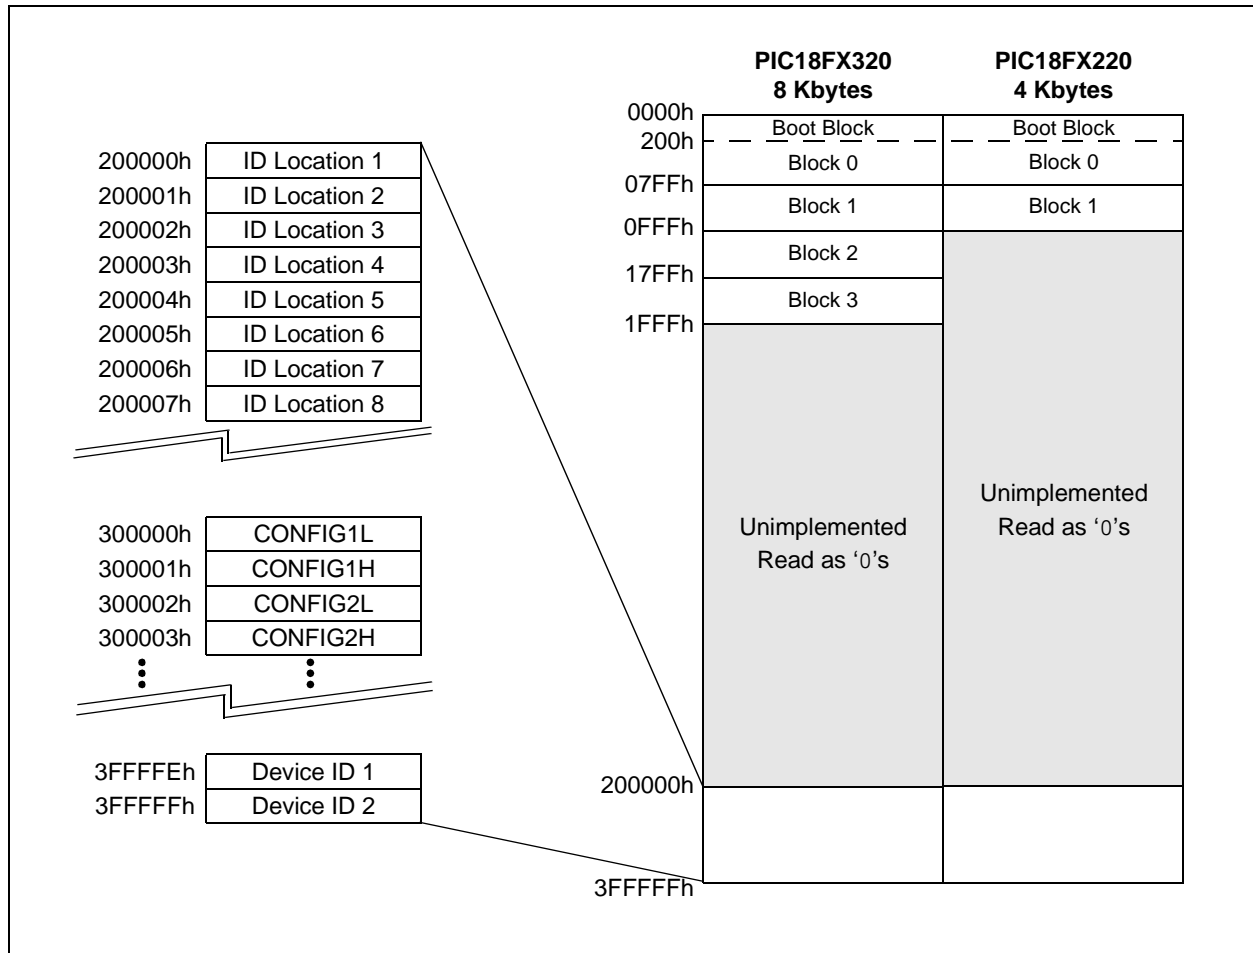 PIC18FX320 PIC18FX220
8 Kbytes 4 Kbytes
0000h
Boot Block Boot Block
200h
Block 0 Block 0
07FFh
Block 1 Block 1
0FFFh
Block 2
17FFh
Block 3
1FFFh
Unimplemented
Read as ‘0’s
Unimplemented
Read as ‘0’s
200000h
3FFFFFh
200000h ID Location 1
200001h ID Location 2
200002h ID Location 3
200003h ID Location 4
200004h ID Location 5
200005h ID Location 6
200006h ID Location 7
200007h ID Location 8
300000h CONFIG1L
300001h CONFIG1H
300002h CONFIG2L
300003h CONFIG2H
3FFFFEh Device ID 1
3FFFFFh Device ID 2